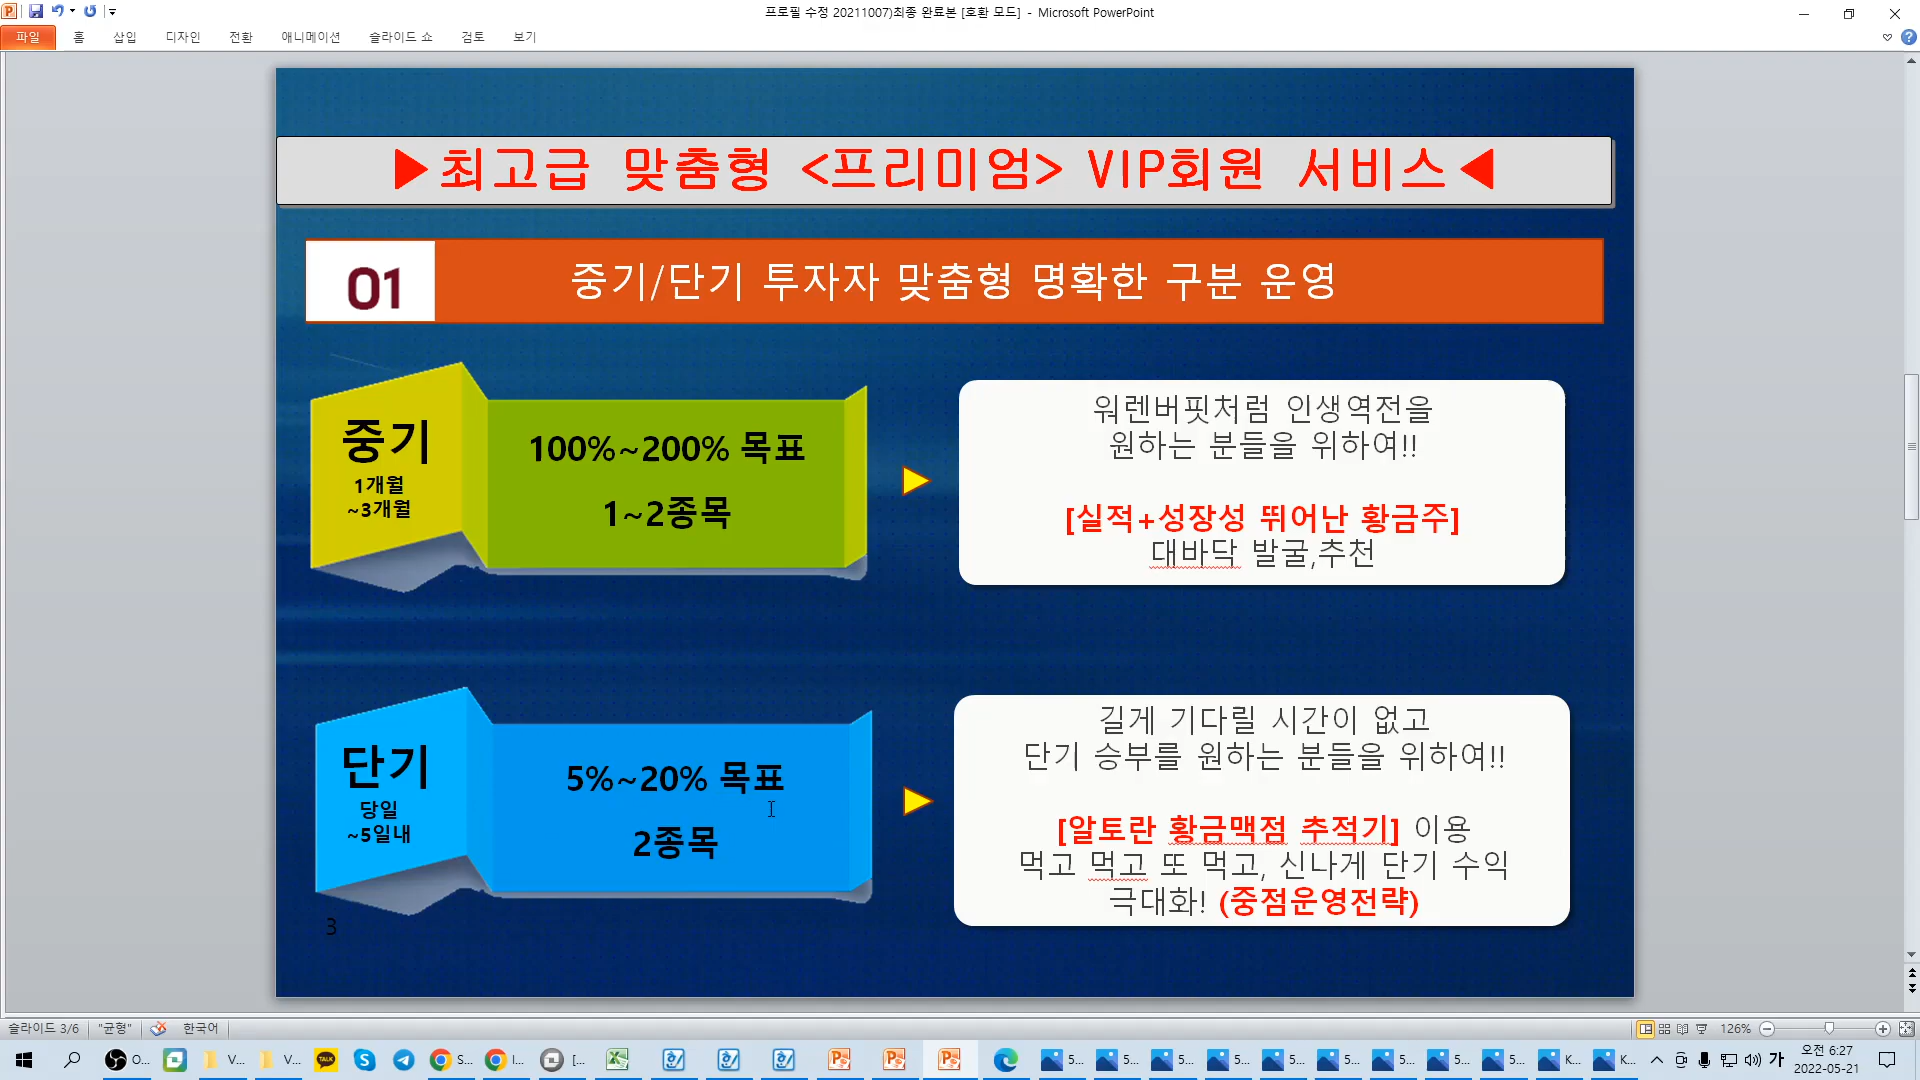 프로필 수정 20211007)최종 완료본 [호환 모드] - Microsoft PowerPoint
파일 홈 삽입 디자인 전환 애니메이션 슬라이드 쇼 검토 보기
▶최고급 맞춤형 <프리미엄> VIP회원 서비스◀
01
중기/단기 투자자 맞춤형 명확한 구분 운영
중기
1개월
~3개월
100%~200% 목표
1~2종목
워렌버핏처럼 인생역전을
원하는 분들을 위하여!!
[실적+성장성 뛰어난 황금주]
대바닥 발굴,추천
단기
당일
~5일내
5%~20% 목표
2종목
길게 기다릴 시간이 없고
단기 승부를 원하는 분들을 위하여!!
[알토란 황금맥점 추적기] 이용
먹고 먹고 또 먹고, 신나게 단기 수익
극대화! (중점운영전략)
3
슬라이드 3/6 "균형" 한국어 126%
O... V... V... TALK S... I... [... 5... 5... 5... 5... 5... 5... 5... 5... 5... K... K... 가 오전 6:27
2022-05-21